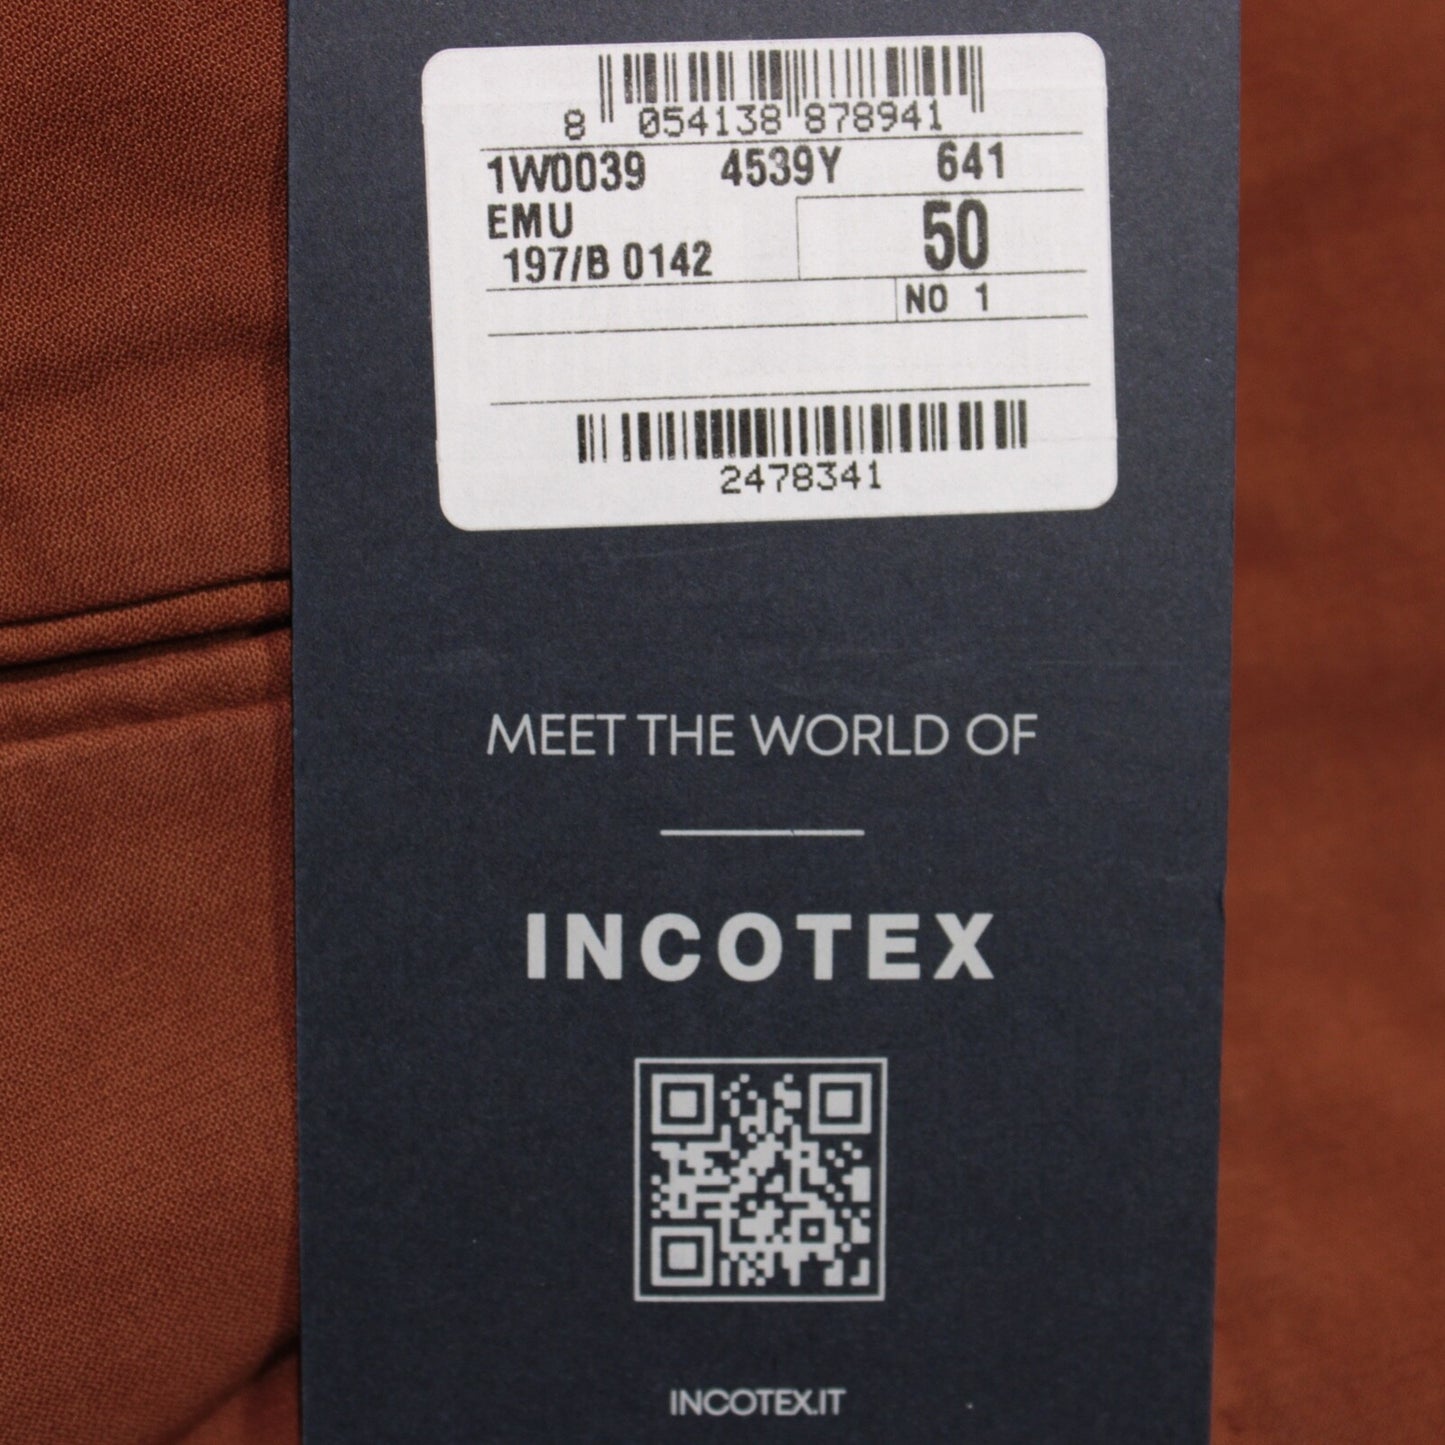 8 054138 878941
1W0039 4539Y 641
EMU 50
197/B 0142
NO 1
2478341
MEET THE WORLD OF
INCOTEX
INCOTEX.IT